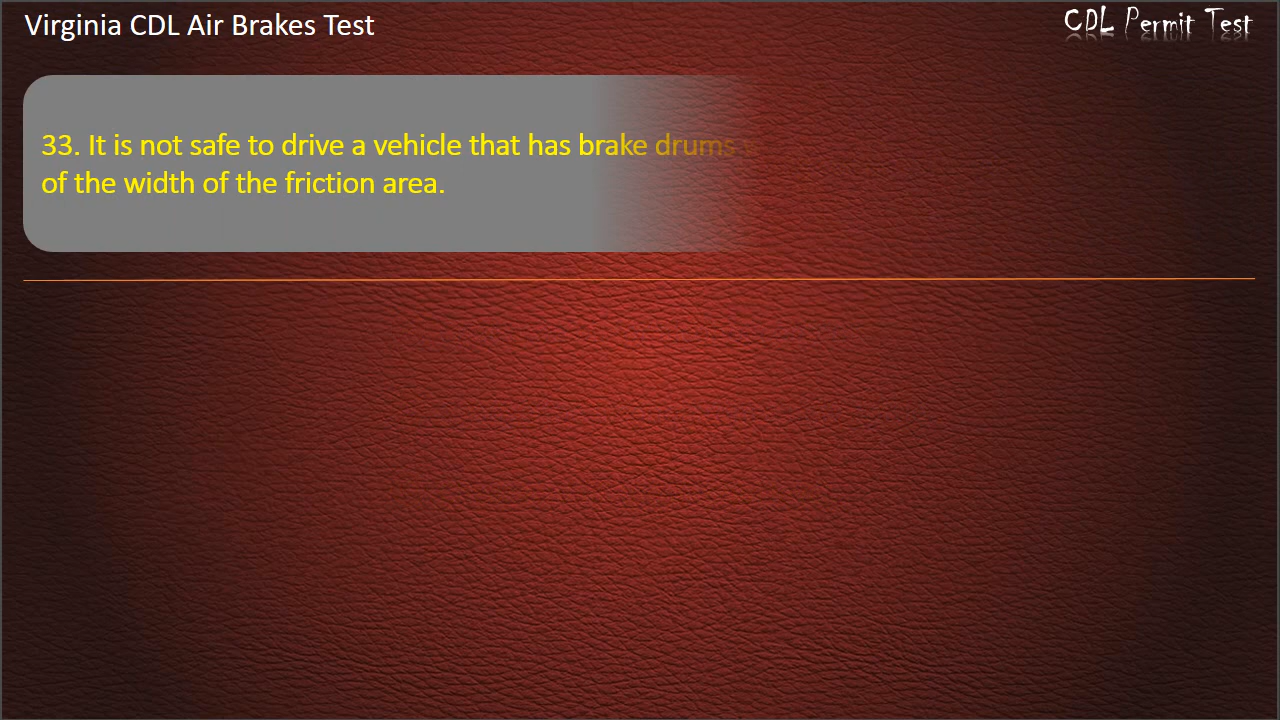 Virginia CDL Air Brakes Test
CDL Permit Test
33. It is not safe to drive a vehicle that has brake drums
of the width of the friction area.